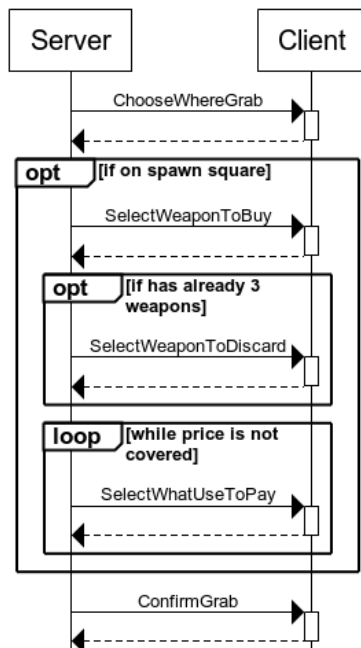 Server
Client
ChooseWhereGrab
opt
[if on spawn square]
SelectWeaponToBuy
opt
[if has already 3
weapons]
SelectWeaponToDiscard
loop
[while price is not
covered]
SelectWhatUseToPay
ConfirmGrab